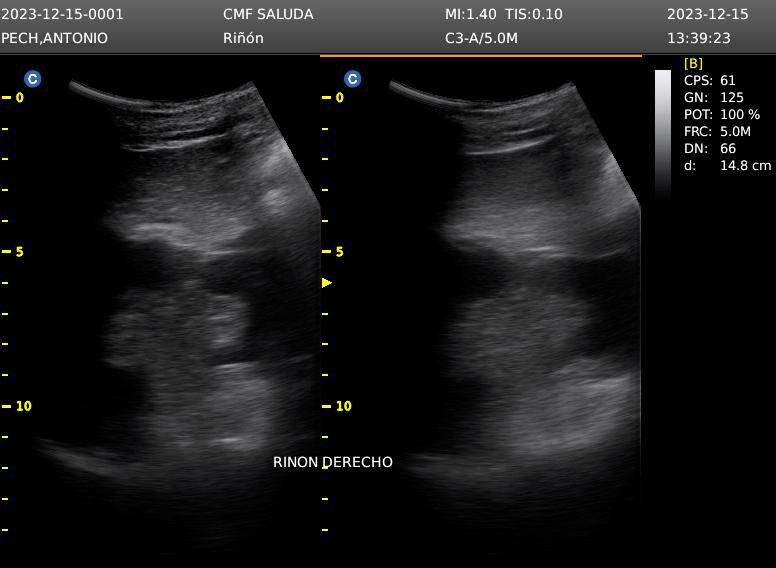 2023-12-15-0001 CMF SALUDA MI:1.40 TIS:0.10 2023-12-15
PECH,ANTONIO Riñón C3-A/5.0M 13:39:23
C C [B]
0 0 CPS: 61
GN: 125
POT: 100 %
FRC: 5.0M
DN: 66
d: 14.8 cm
5 5
10 10
RINON DERECHO